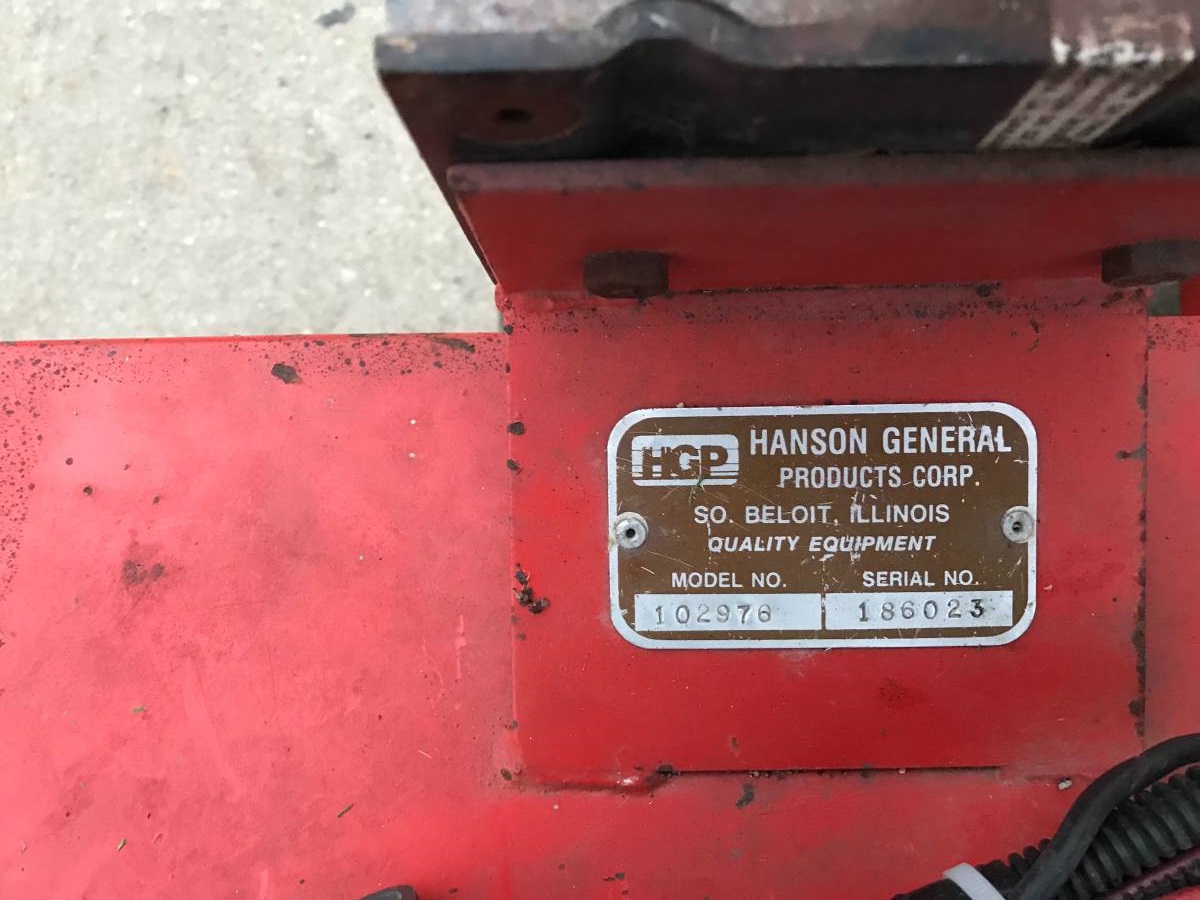 HGP HANSON GENERAL
PRODUCTS CORP.
SO. BELOIT, ILLINOIS
QUALITY EQUIPMENT
MODEL NO. SERIAL NO.
102976 186023